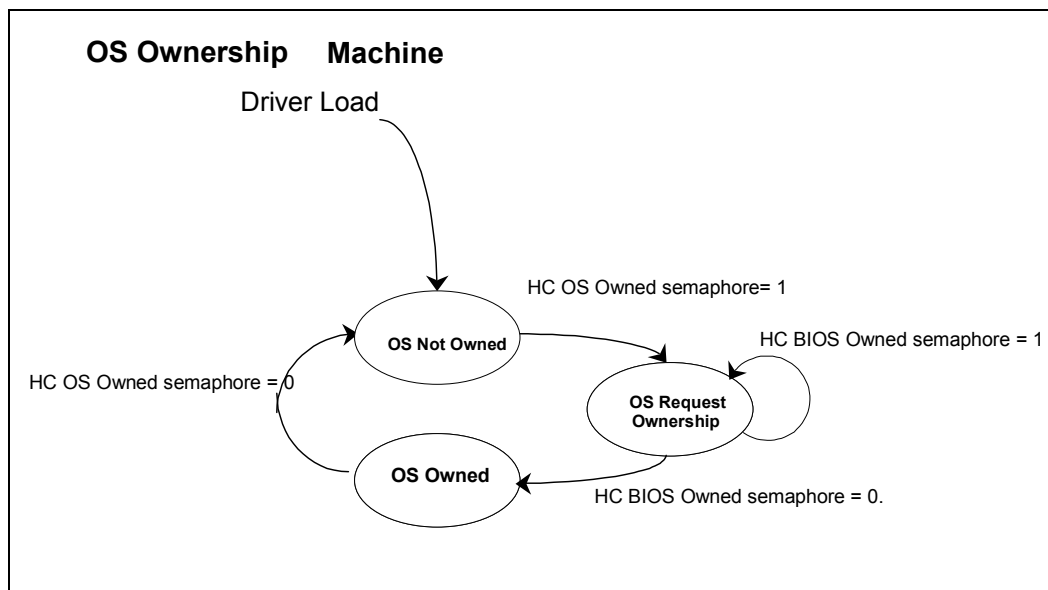 OS Ownership Machine
Driver Load
HC OS Owned semaphore= 1
OS Not Owned
HC BIOS Owned semaphore = 1
HC OS Owned semaphore = 0
OS Request
Ownership
OS Owned
HC BIOS Owned semaphore = 0.